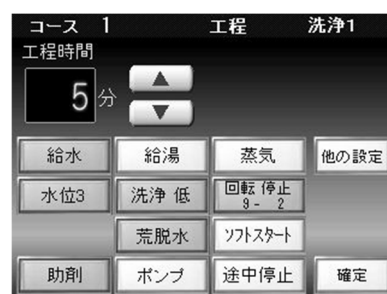 コース 1 工程 洗浄1
工程時間
5分
▲
▼
給水 給湯 蒸気 他の設定
水位3 洗浄 低 回転 停止
9- 2
荒脱水 ソフトスタート
助剤 ポンプ 途中停止 確定